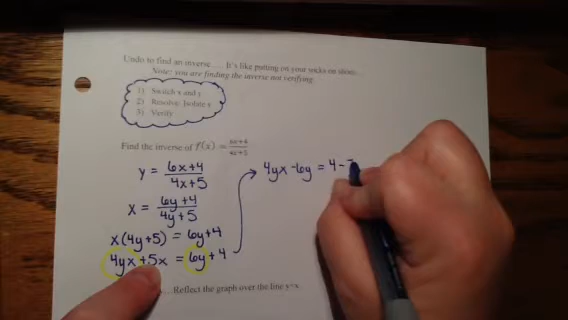 Undo to find an inverse.... It's like putting on your socks on shoes...
Note: you are finding the inverse not verifying.
1) Switch x and y
2) Resolve/Isolate y
3) Verify
Find the inverse of f(x) = 6x+4/4x+5
y = 6x+4/4x+5
x = 6y+4/4y+5
x(4y+5) = 6y+4
4yx+5x = 6y+4
4yx-6y = 4-
Reflect the graph over the line y=x